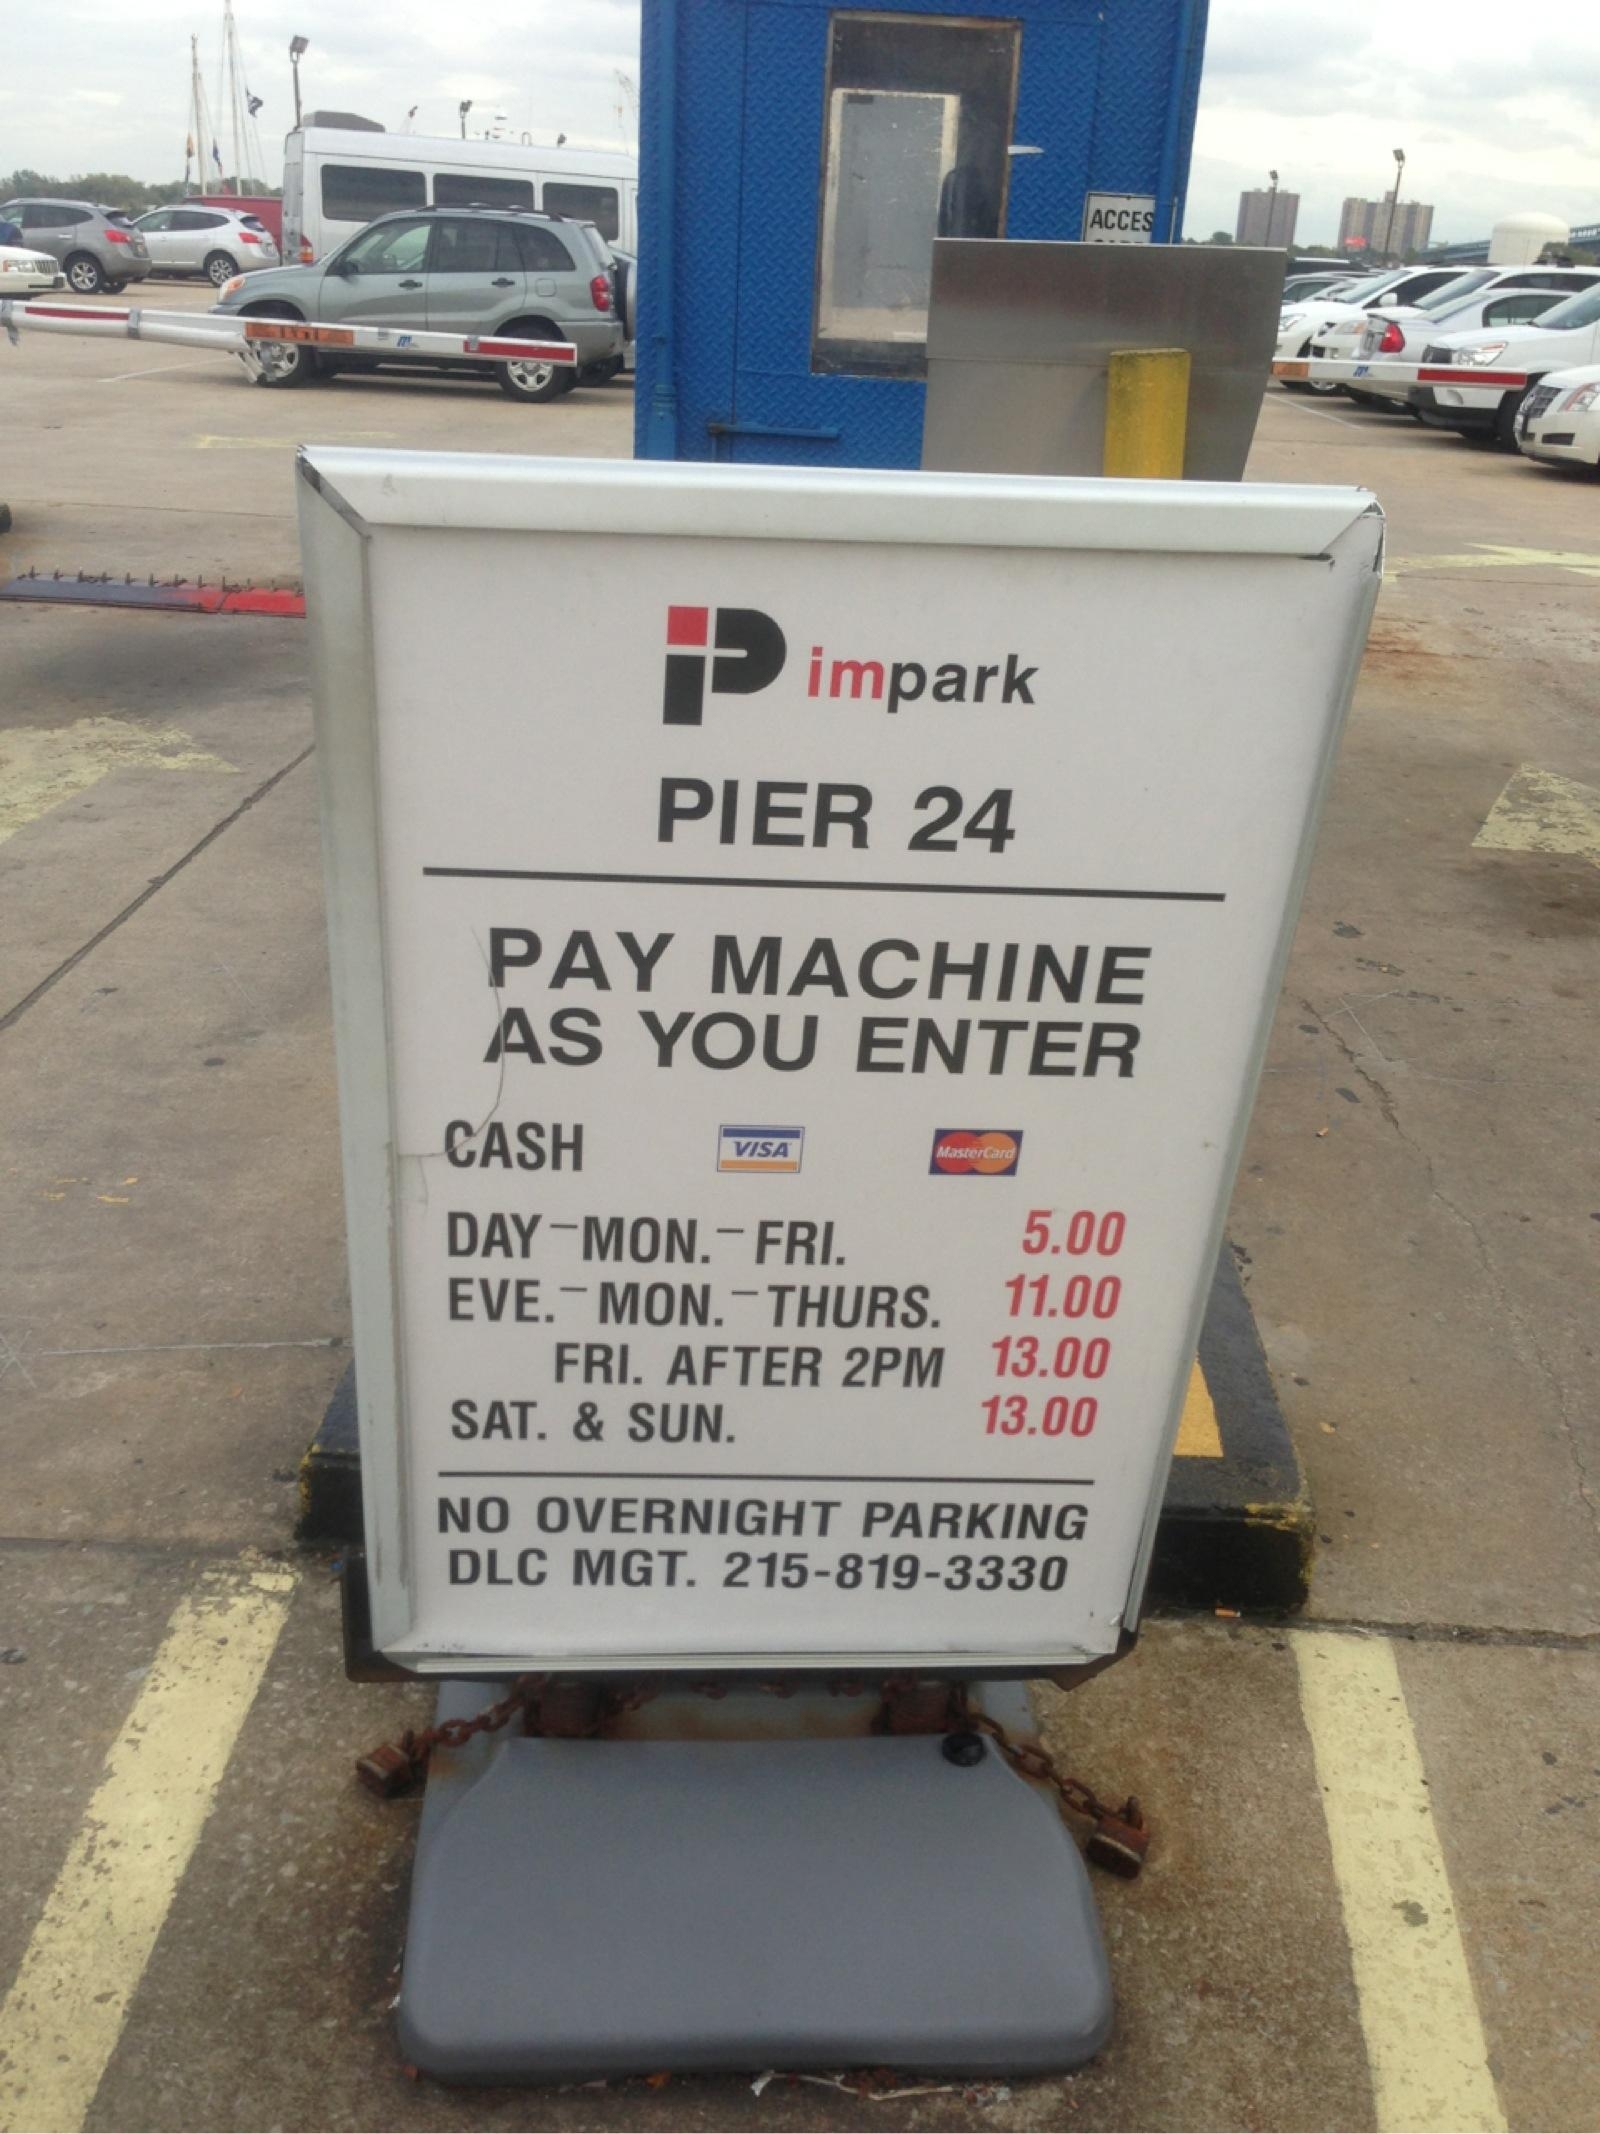 ACCES
impark
PIER 24
PAY MACHINE
AS YOU ENTER
CASH VISA MasterCard
DAY - MON. - FRI. 5.00
EVE. - MON. - THURS. 11.00
FRI. AFTER 2PM 13.00
SAT. & SUN. 13.00
NO OVERNIGHT PARKING
DLC MGT. 215-819-3330